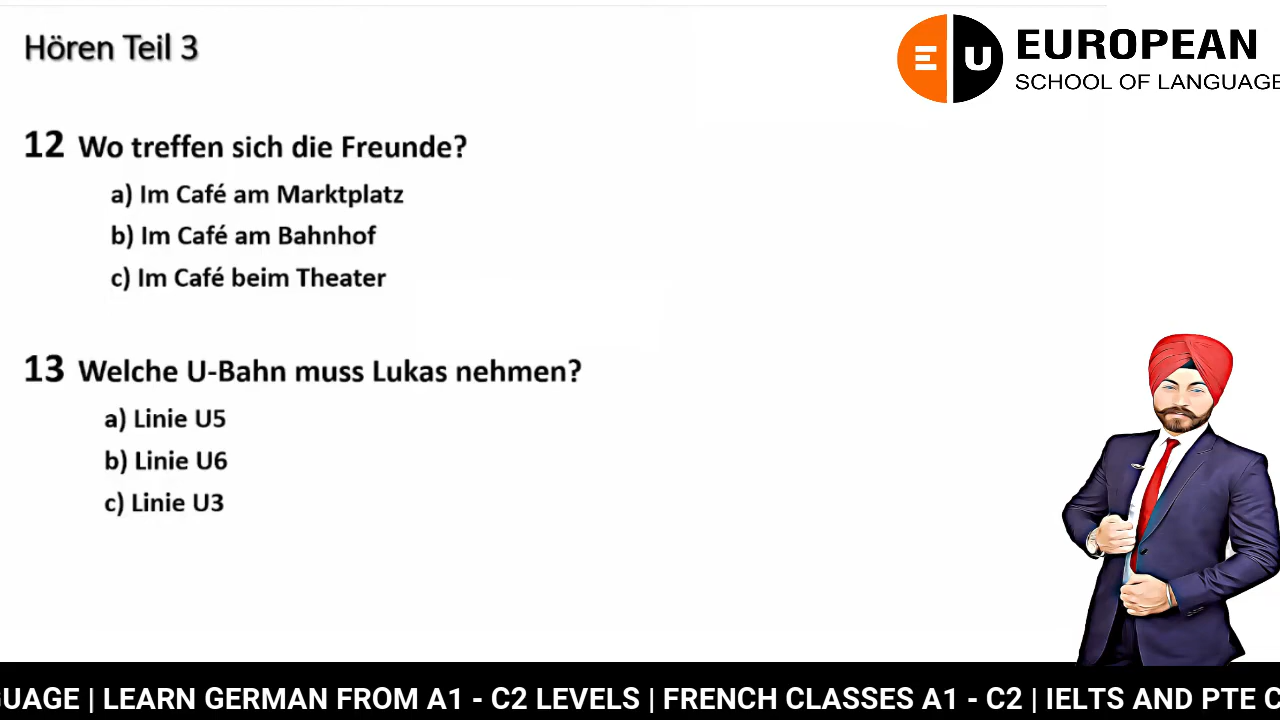 Hören Teil 3
E U EUROPEAN
SCHOOL OF LANGUAGE
12 Wo treffen sich die Freunde?
a) Im Café am Marktplatz
b) Im Café am Bahnhof
c) Im Café beim Theater
13 Welche U-Bahn muss Lukas nehmen?
a) Linie U5
b) Linie U6
c) Linie U3
GUAGE | LEARN GERMAN FROM A1 - C2 LEVELS | FRENCH CLASSES A1 - C2 | IELTS AND PTE C